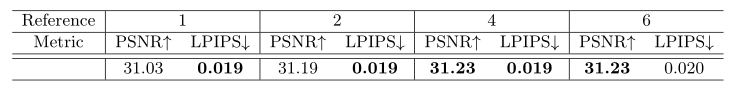 Reference 1 2 4 6
Metric PSNR↑ LPIPS↓ PSNR↑ LPIPS↓ PSNR↑ LPIPS↓ PSNR↑ LPIPS↓
31.03 0.019 31.19 0.019 31.23 0.019 31.23 0.020